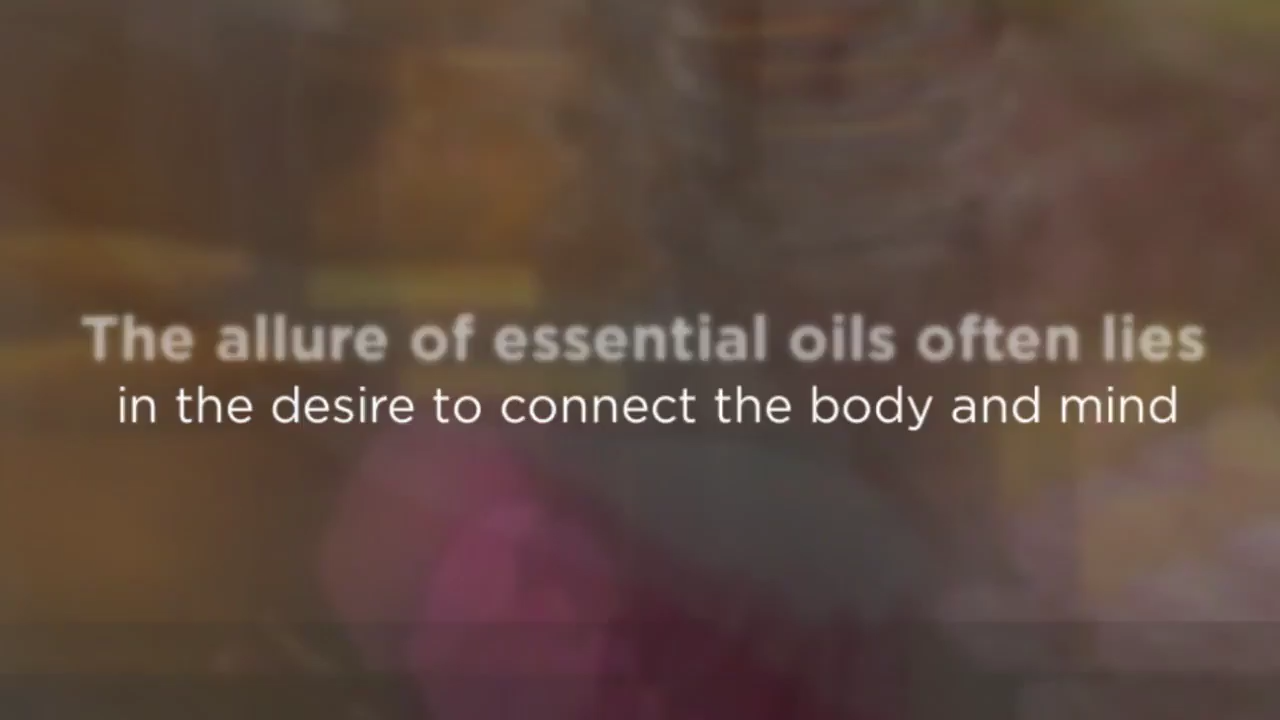 The allure of essential oils often lies
in the desire to connect the body and mind